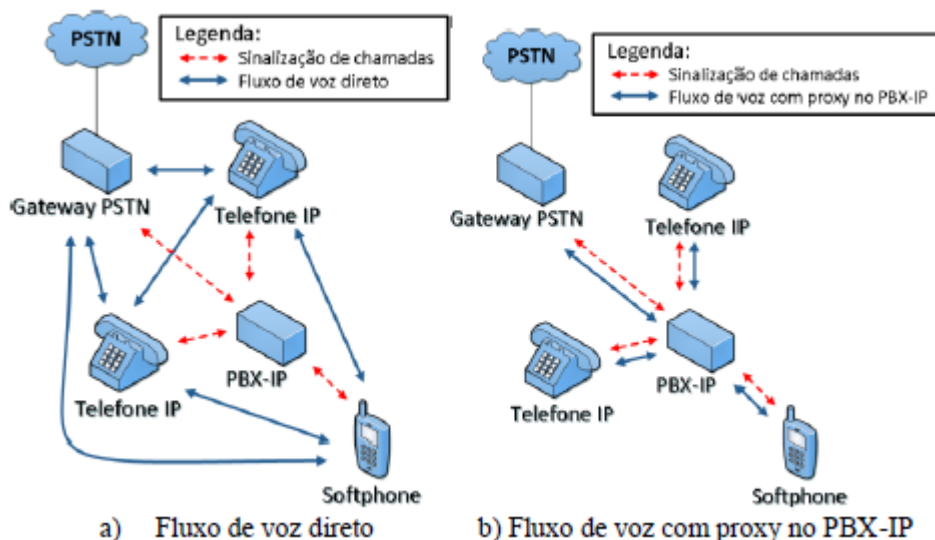 PSTN
Legenda:
Sinalização de chamadas
Fluxo de voz direto
Gateway PSTN
Telefone IP
Telefone IP
PBX-IP
Softphone
a) Fluxo de voz direto
PSTN
Legenda:
Sinalização de chamadas
Fluxo de voz com proxy no PBX-IP
Gateway PSTN
Telefone IP
Telefone IP
PBX-IP
Softphone
b) Fluxo de voz com proxy no PBX-IP